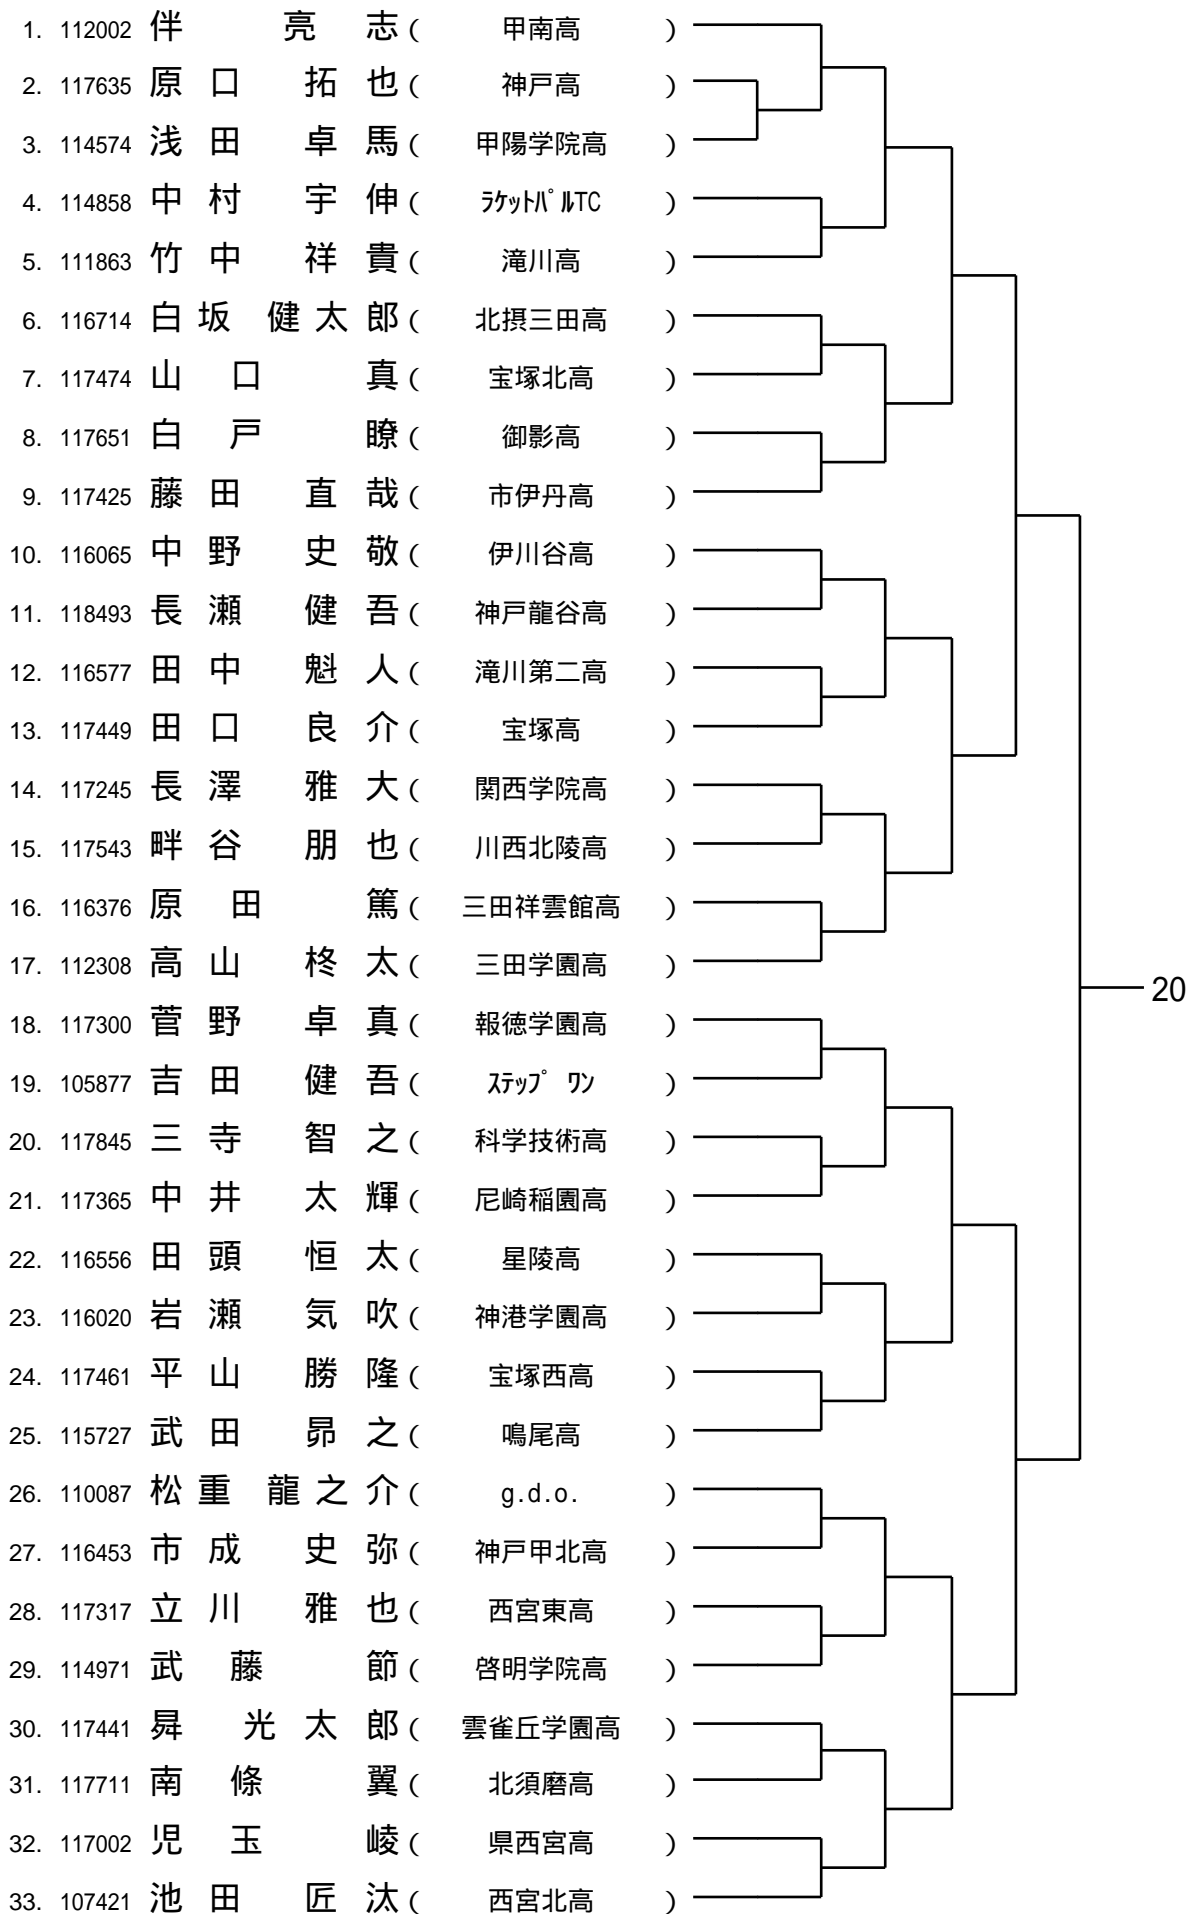 1. 112002 伴 亮 志 ( 甲南高 )
2. 117635 原 口 拓 也 ( 神戸高 )
3. 114574 浅 田 卓 馬 ( 甲陽学院高 )
4. 114858 中 村 宇 伸 ( ﾗｹｯﾄﾊﾟﾙTC )
5. 111863 竹 中 祥 貴 ( 滝川高 )
6. 116714 白 坂 健 太 郎 ( 北摂三田高 )
7. 117474 山 口 真 ( 宝塚北高 )
8. 117651 白 戸 瞭 ( 御影高 )
9. 117425 藤 田 直 哉 ( 市伊丹高 )
10. 116065 中 野 史 敬 ( 伊川谷高 )
11. 118493 長 瀬 健 吾 ( 神戸龍谷高 )
12. 116577 田 中 魁 人 ( 滝川第二高 )
13. 117449 田 口 良 介 ( 宝塚高 )
14. 117245 長 澤 雅 大 ( 関西学院高 )
15. 117543 畔 谷 朋 也 ( 川西北陵高 )
16. 116376 原 田 篤 ( 三田祥雲館高 )
17. 112308 高 山 柊 太 ( 三田学園高 )
20
18. 117300 菅 野 卓 真 ( 報徳学園高 )
19. 105877 吉 田 健 吾 ( ｽﾃｯﾌﾟ ﾜﾝ )
20. 117845 三 寺 智 之 ( 科学技術高 )
21. 117365 中 井 太 輝 ( 尼崎稲園高 )
22. 116556 田 頭 恒 太 ( 星陵高 )
23. 116020 岩 瀬 気 吹 ( 神港学園高 )
24. 117461 平 山 勝 隆 ( 宝塚西高 )
25. 115727 武 田 昴 之 ( 鳴尾高 )
26. 110087 松 重 龍 之 介 ( g.d.o. )
27. 116453 市 成 史 弥 ( 神戸甲北高 )
28. 117317 立 川 雅 也 ( 西宮東高 )
29. 114971 武 藤 節 ( 啓明学院高 )
30. 117441 曻 光 太 郎 ( 雲雀丘学園高 )
31. 117711 南 條 翼 ( 北須磨高 )
32. 117002 児 玉 崚 ( 県西宮高 )
33. 107421 池 田 匠 汰 ( 西宮北高 )